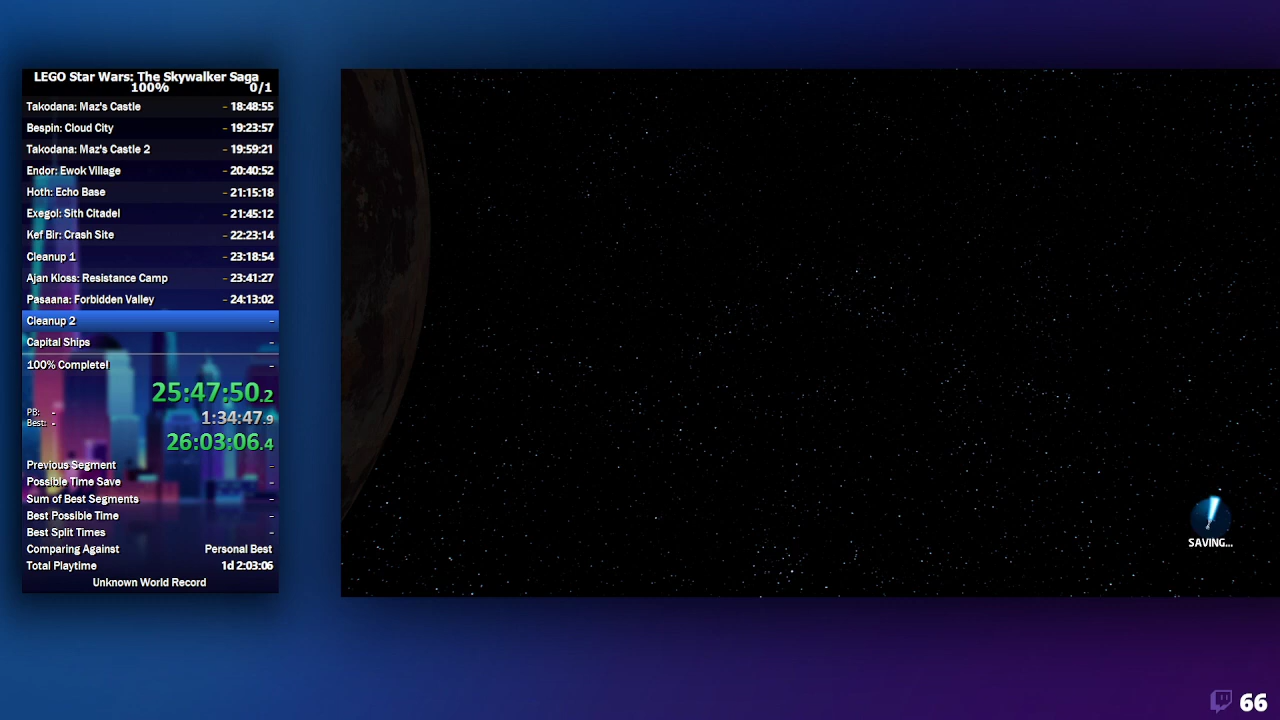 LEGO Star Wars: The Skywalker Saga
100% 0/1
Takodana: Maz's Castle – 18:48:55
Bespin: Cloud City – 19:23:57
Takodana: Maz's Castle 2 – 19:59:21
Endor: Ewok Village – 20:40:52
Hoth: Echo Base – 21:15:18
Exegol: Sith Citadel – 21:45:12
Kef Bir: Crash Site – 22:23:14
Cleanup 1 – 23:18:54
Ajan Kloss: Resistance Camp – 23:41:27
Pasaana: Forbidden Valley – 24:13:02
Cleanup 2 –
Capital Ships –
100% Complete! –
25:47:50.2
PB: - 1:34:47.9
Best: -
26:03:06.4
Previous Segment –
Possible Time Save –
Sum of Best Segments –
Best Possible Time –
Best Split Times –
Comparing Against Personal Best
Total Playtime 1d 2:03:06
Unknown World Record
SAVING...
66